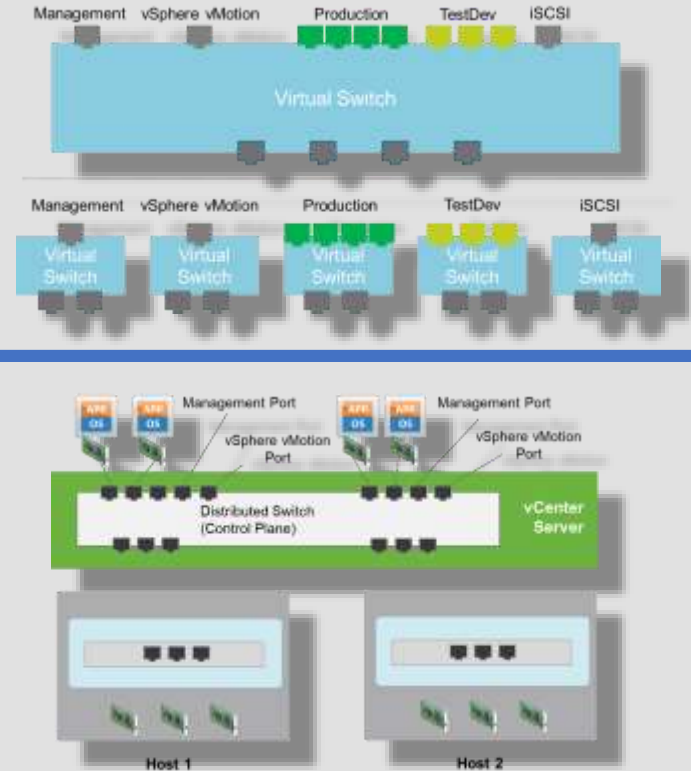 Management vSphere vMotion Production TestDev iSCSI
Virtual Switch
Management vSphere vMotion Production TestDev iSCSI
Virtual Virtual Virtual Virtual Virtual
Switch Switch Switch Switch Switch
APP APP Management Port APP APP Management Port
OS OS OS OS
vSphere vMotion
Port
vSphere vMotion
Port
Distributed Switch
(Control Plane)
vCenter
Server
Host 1 Host 2